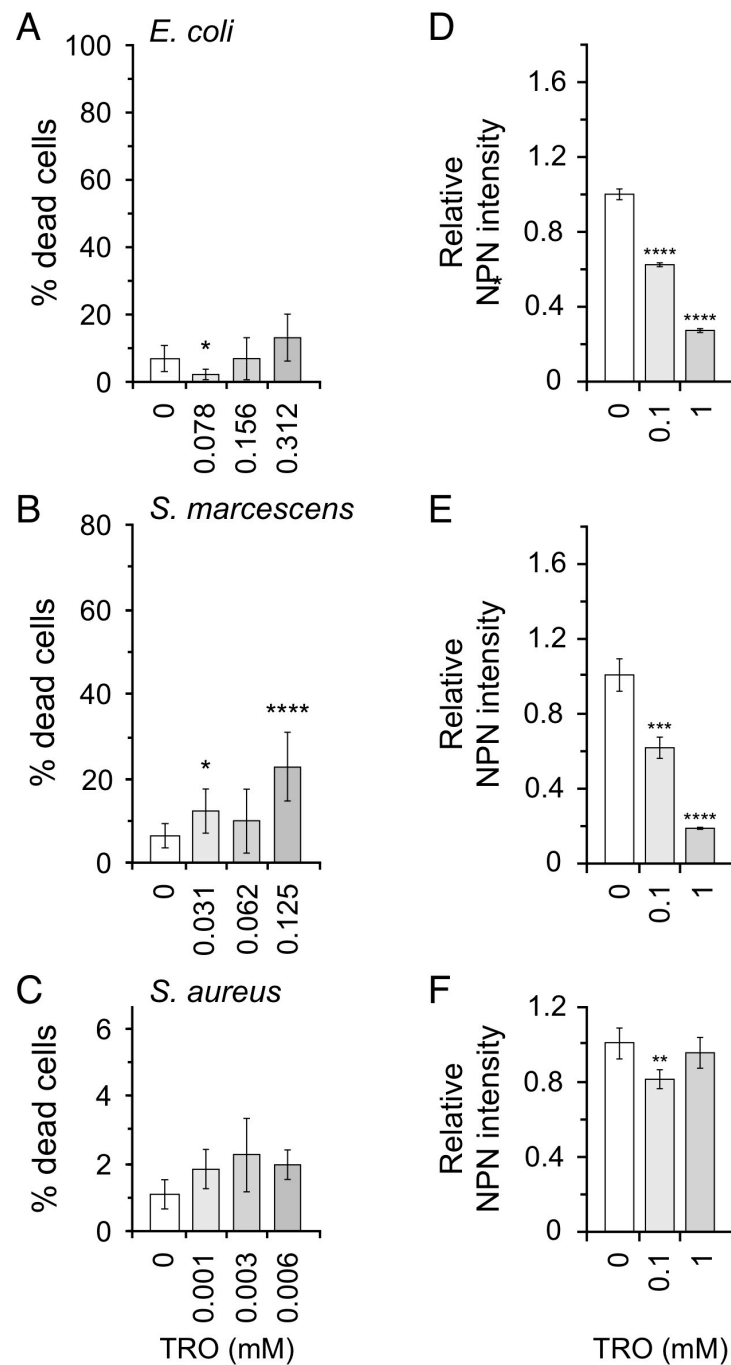 A E. coli
100
80
60
40
20
0
% dead cells
*
0 0.078 0.156 0.312
D
1.6
1.2
0.8
0.4
0
Relative
NPN intensity
*
****
****
0 0.1 1
B S. marcescens
80
60
40
20
0
% dead cells
*
****
0 0.031 0.062 0.125
E
1.6
1.2
0.8
0.4
0
Relative
NPN intensity
***
****
0 0.1 1
C S. aureus
6
4
2
0
% dead cells
0 0.001 0.003 0.006
TRO (mM)
F
1.2
0.8
0.4
0
Relative
NPN intensity
**
0 0.1 1
TRO (mM)